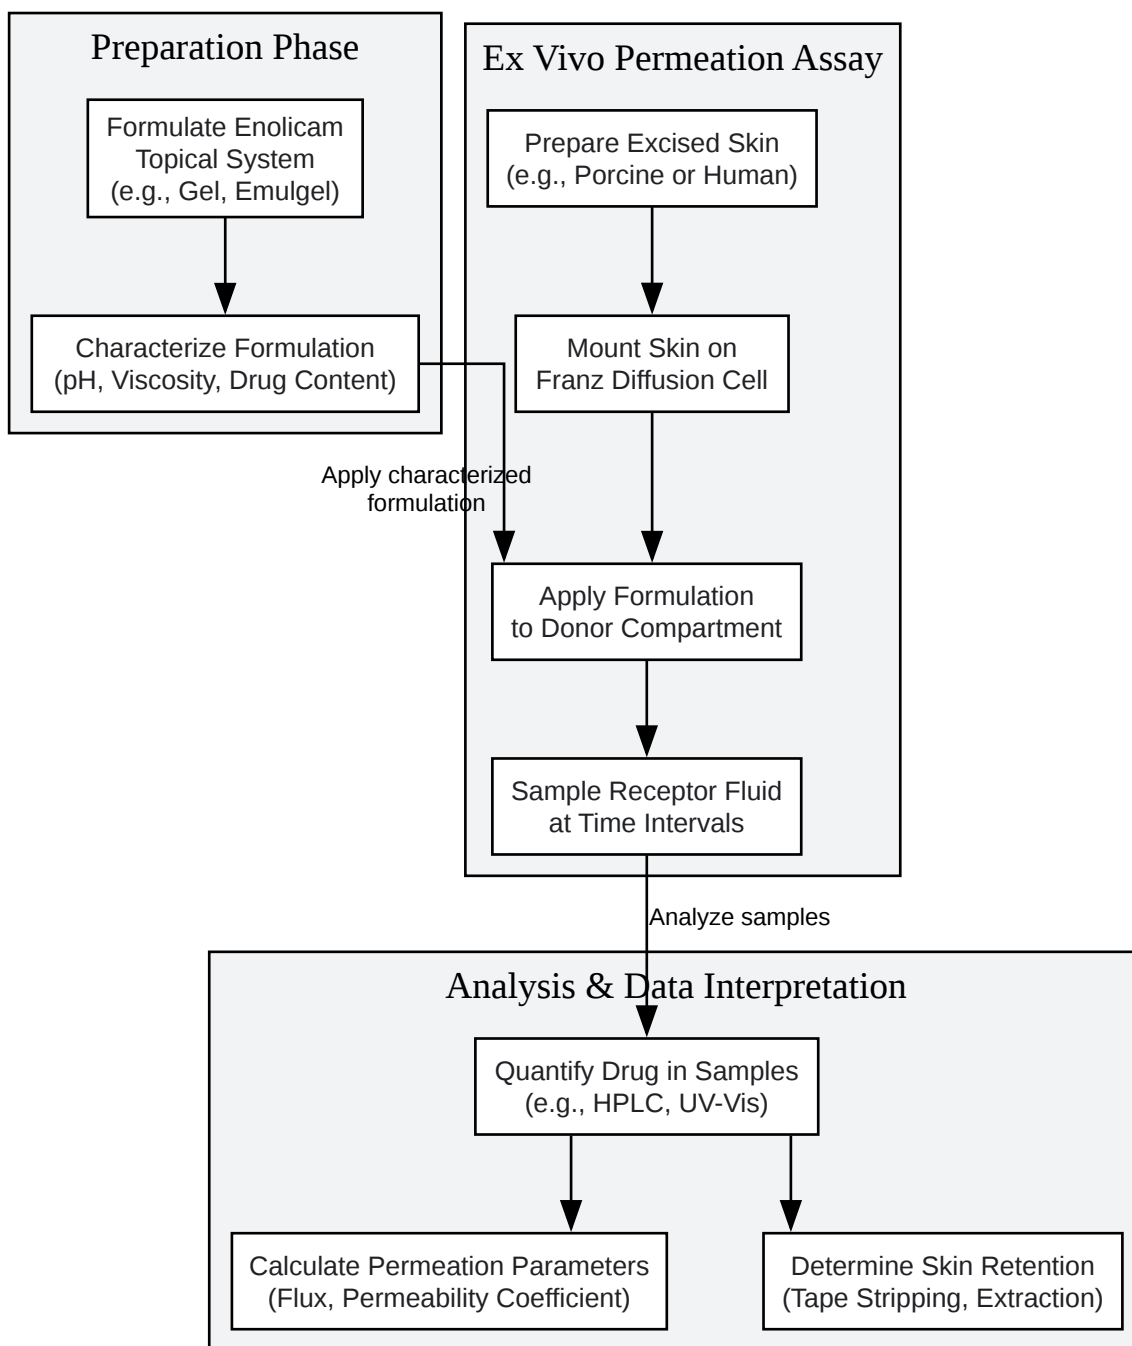 Preparation Phase
Formulate Enolicam
Topical System
(e.g., Gel, Emulgel)
Characterize Formulation
(pH, Viscosity, Drug Content)
Apply characterized
formulation
Ex Vivo Permeation Assay
Prepare Excised Skin
(e.g., Porcine or Human)
Mount Skin on
Franz Diffusion Cell
Apply Formulation
to Donor Compartment
Sample Receptor Fluid
at Time Intervals
Analyze samples
Analysis & Data Interpretation
Quantify Drug in Samples
(e.g., HPLC, UV-Vis)
Calculate Permeation Parameters
(Flux, Permeability Coefficient)
Determine Skin Retention
(Tape Stripping, Extraction)